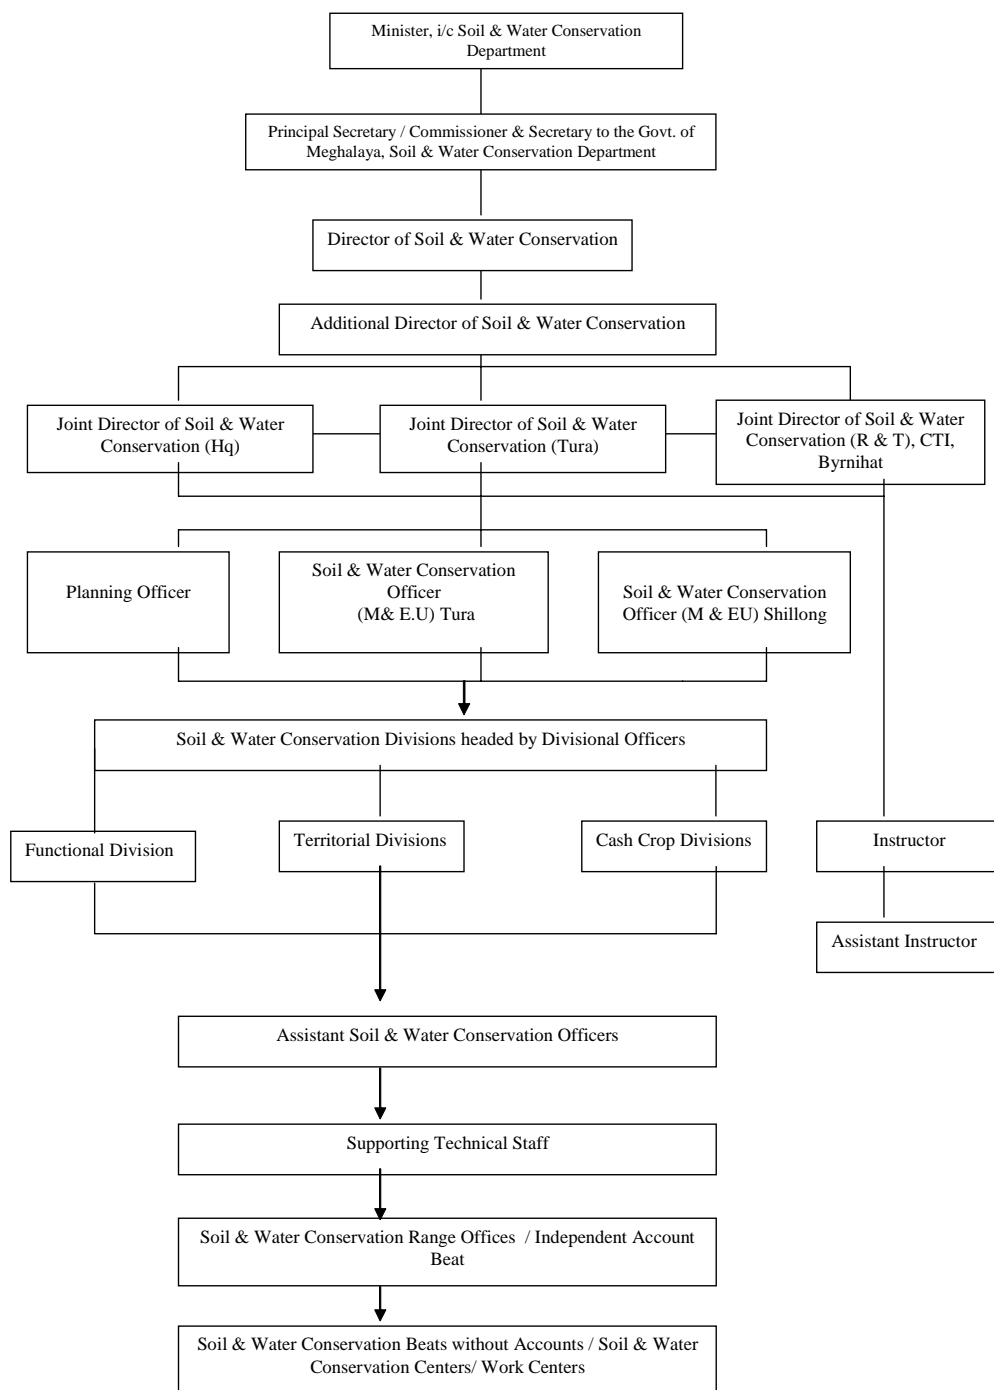 Minister, i/c Soil & Water Conservation
Department
Principal Secretary / Commissioner & Secretary to the Govt. of
Meghalaya, Soil & Water Conservation Department
Director of Soil & Water Conservation
Additional Director of Soil & Water Conservation
Joint Director of Soil & Water
Conservation (Hq)
Joint Director of Soil & Water
Conservation (Tura)
Joint Director of Soil & Water
Conservation (R & T), CTI,
Byrnihat
Planning Officer
Soil & Water Conservation
Officer
(M& E.U) Tura
Soil & Water Conservation
Officer (M & EU) Shillong
Soil & Water Conservation Divisions headed by Divisional Officers
Functional Division
Territorial Divisions
Cash Crop Divisions
Instructor
Assistant Instructor
Assistant Soil & Water Conservation Officers
Supporting Technical Staff
Soil & Water Conservation Range Offices / Independent Account
Beat
Soil & Water Conservation Beats without Accounts / Soil & Water
Conservation Centers/ Work Centers